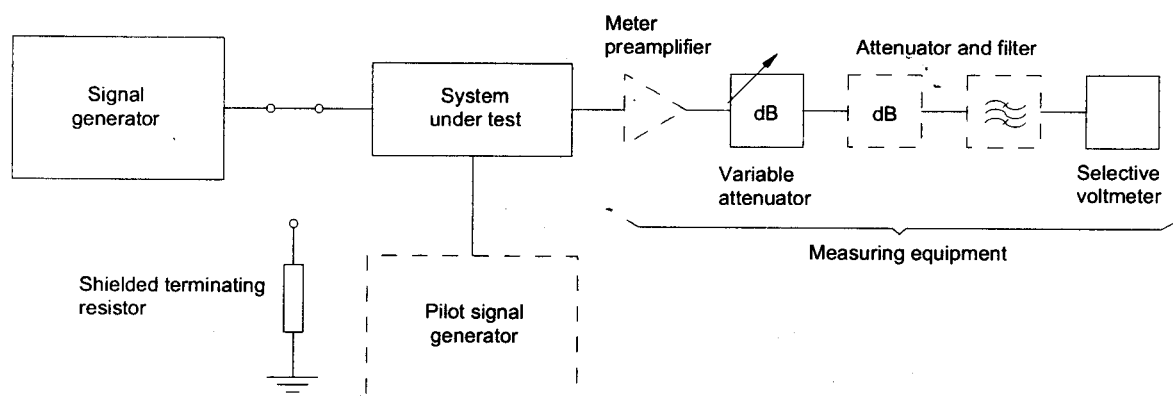 Signal
generator
System
under test
Meter
preamplifier
dB
Variable
attenuator
Attenuator and filter
dB
Selective
voltmeter
Measuring equipment
Shielded terminating
resistor
Pilot signal
generator